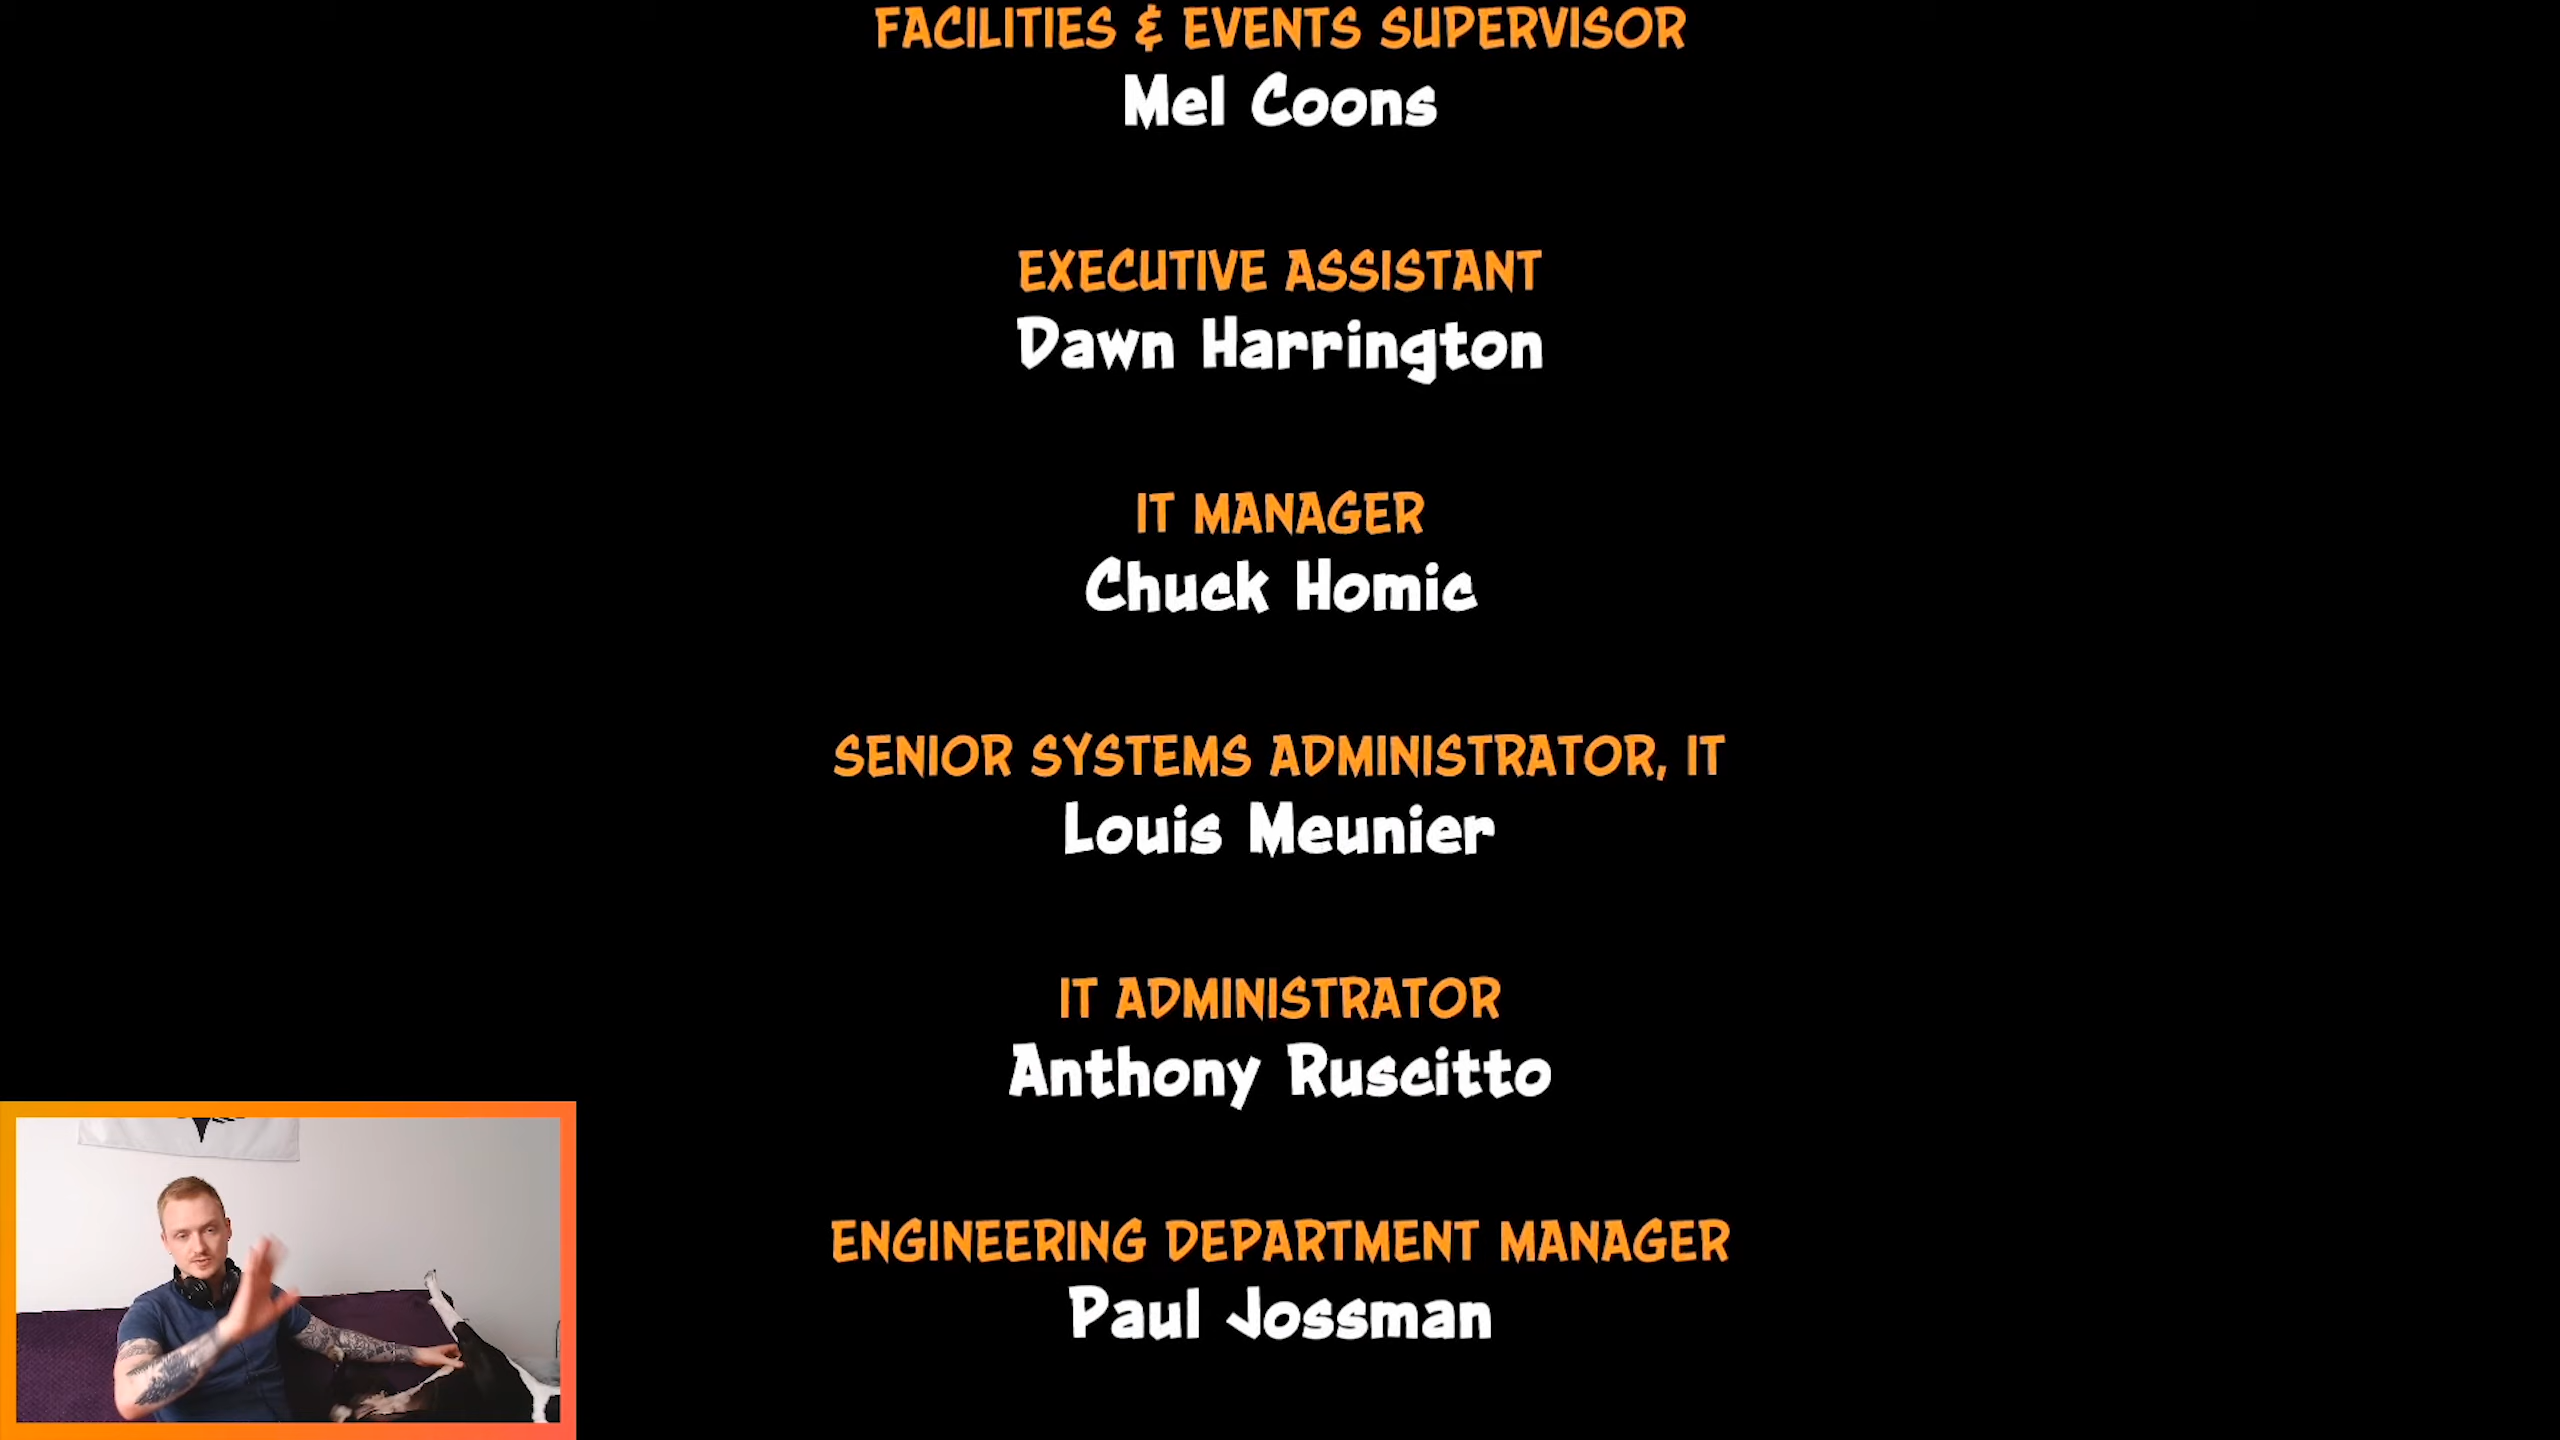 FACILITIES & EVENTS SUPERVISOR
Mel Coons
EXECUTIVE ASSISTANT
Dawn Harrington
IT MANAGER
Chuck Homic
SENIOR SYSTEMS ADMINISTRATOR, IT
Louis Meunier
IT ADMINISTRATOR
Anthony Ruscitto
ENGINEERING DEPARTMENT MANAGER
Paul Jossman